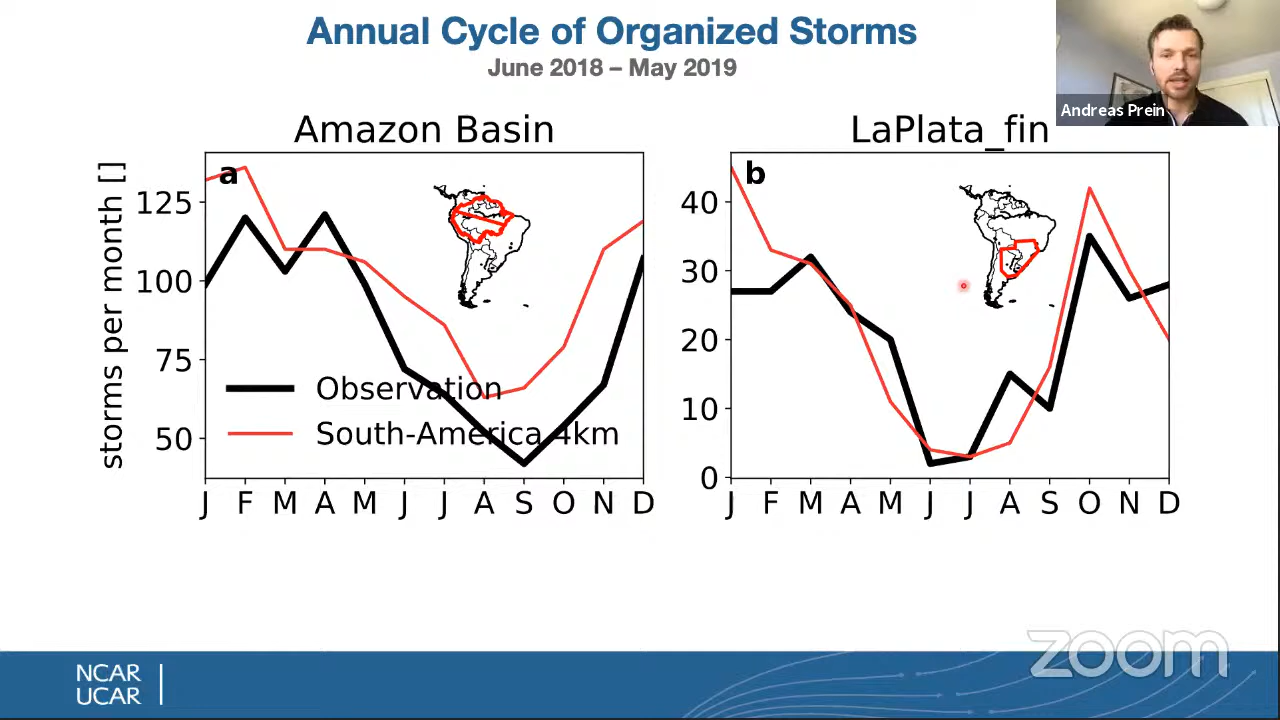 Annual Cycle of Organized Storms
June 2018 – May 2019
Andreas Prein
Amazon Basin
LaPlata_fin
storms per month []
a
125
100
75
50
Observation
South-America 4km
J F M A M J J A S O N D
b
40
30
20
10
0
J F M A M J J A S O N D
NCAR
UCAR
zoom